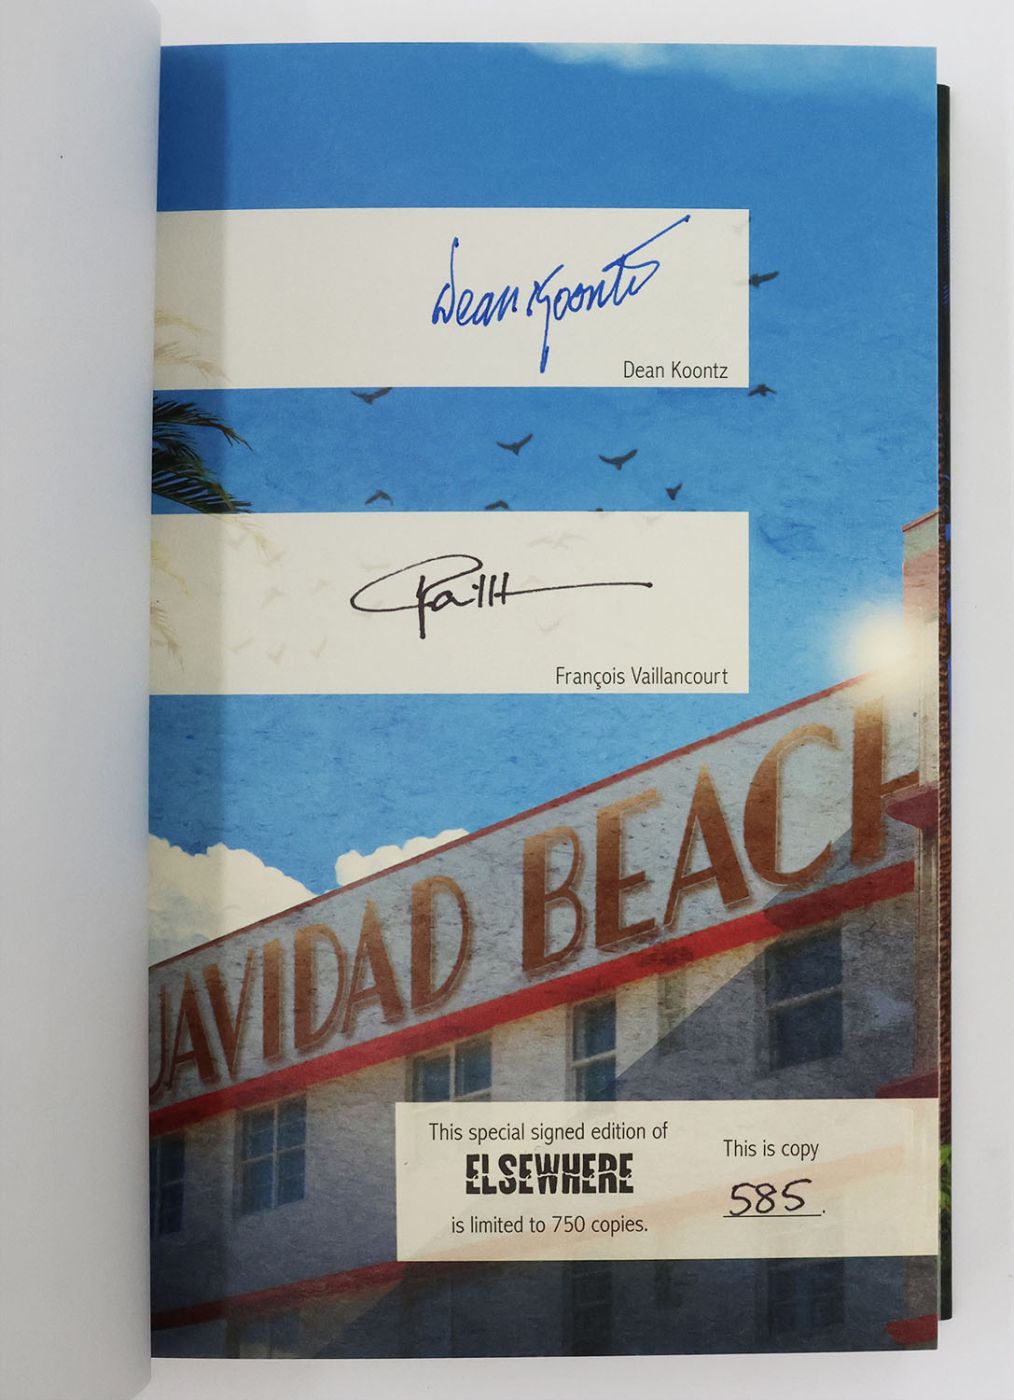 Dean Koontz
Dean Koontz
François Vaillancourt
UAVIDAD BEACH
This special signed edition of
ELSEWHERE
is limited to 750 copies.
This is copy
585.